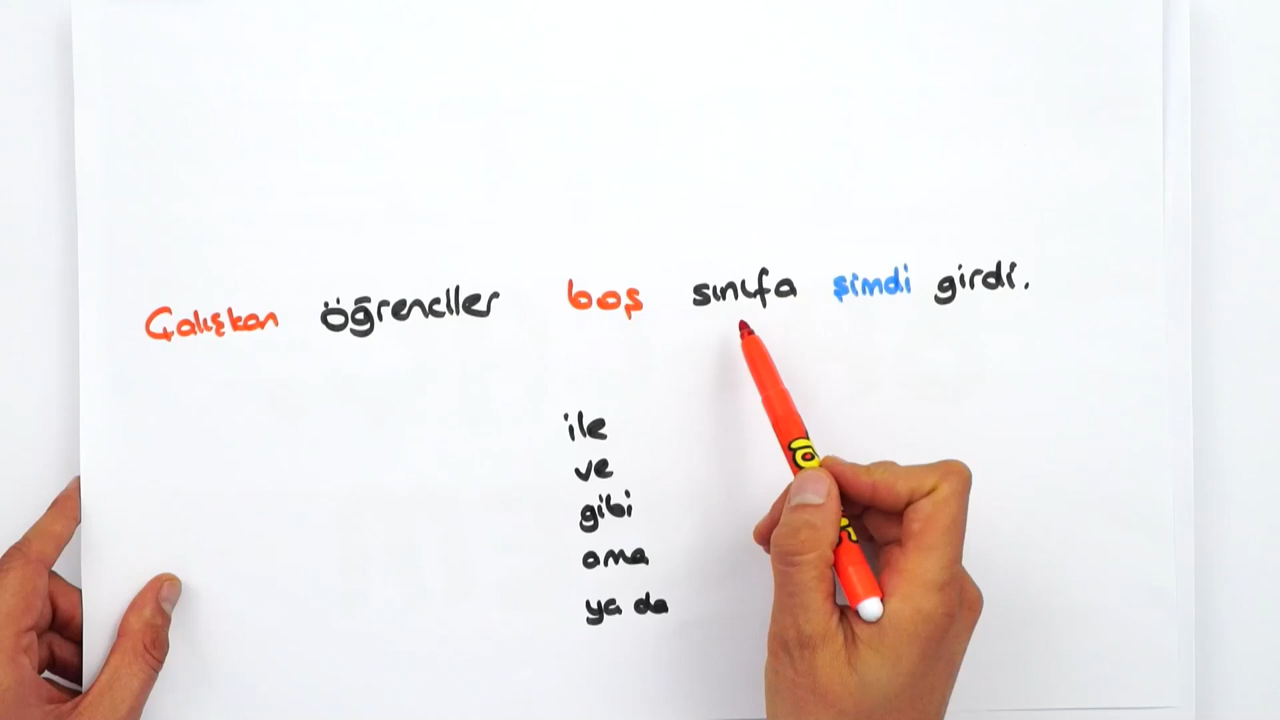 Çalışkan öğrenciler boş sınıfa şimdi girdi.
ile
ve
gibi
ama
ya da